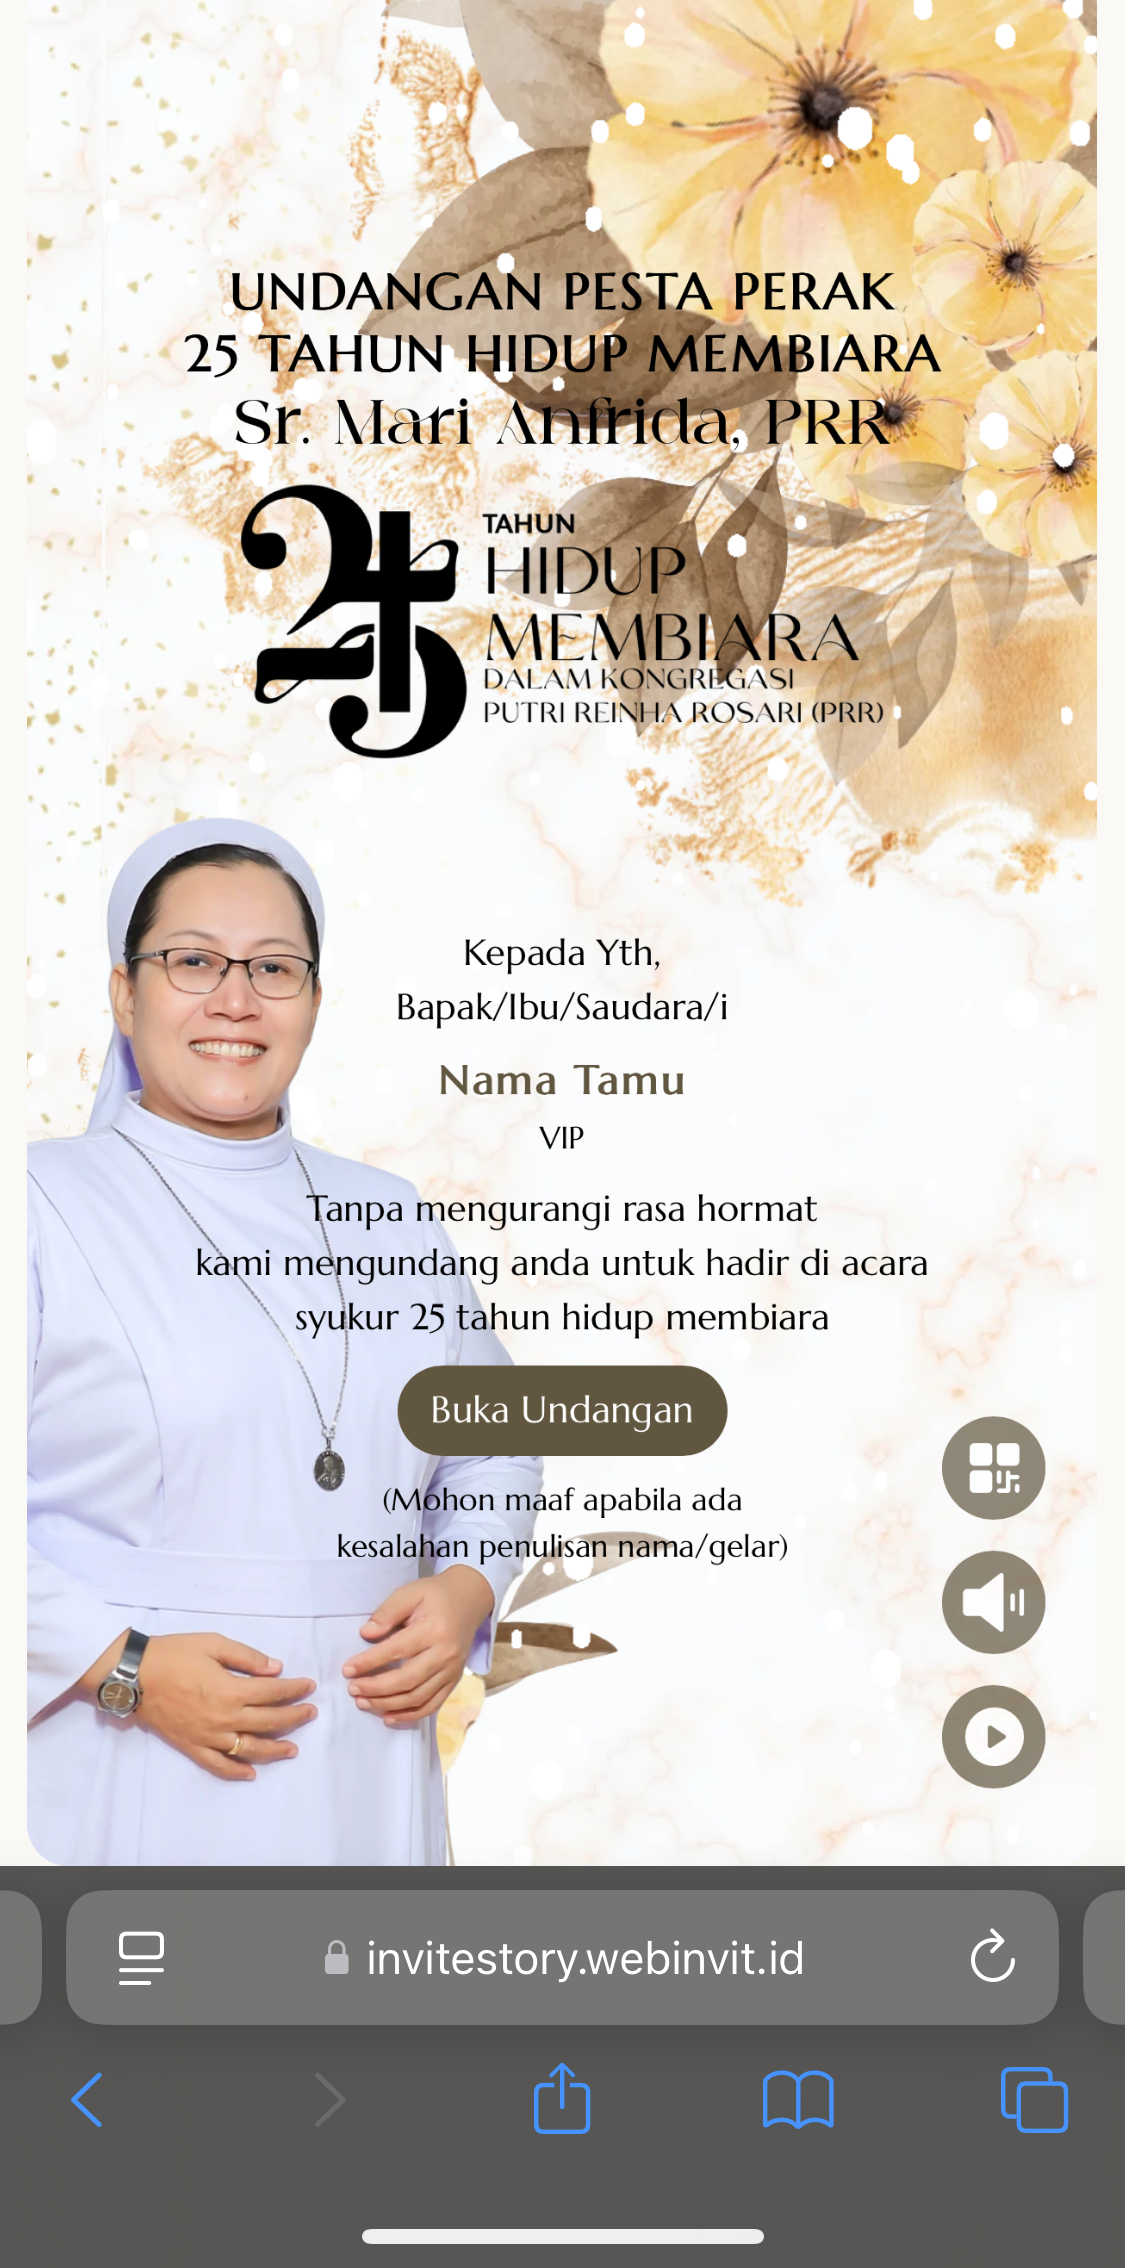 UNDANGAN PESTA PERAK
25 TAHUN HIDUP MEMBIARA
Sr. Mari Anfrida, PRR
25 TAHUN
HIDUP
MEMBIARA
DALAM KONGREGASI
PUTRI REINHA ROSARI (PRR)
Kepada Yth,
Bapak/Ibu/Saudara/i
Nama Tamu
VIP
Tanpa mengurangi rasa hormat
kami mengundang anda untuk hadir di acara
syukur 25 tahun hidup membiara
Buka Undangan
(Mohon maaf apabila ada
kesalahan penulisan nama/gelar)
invitestory.webinvit.id